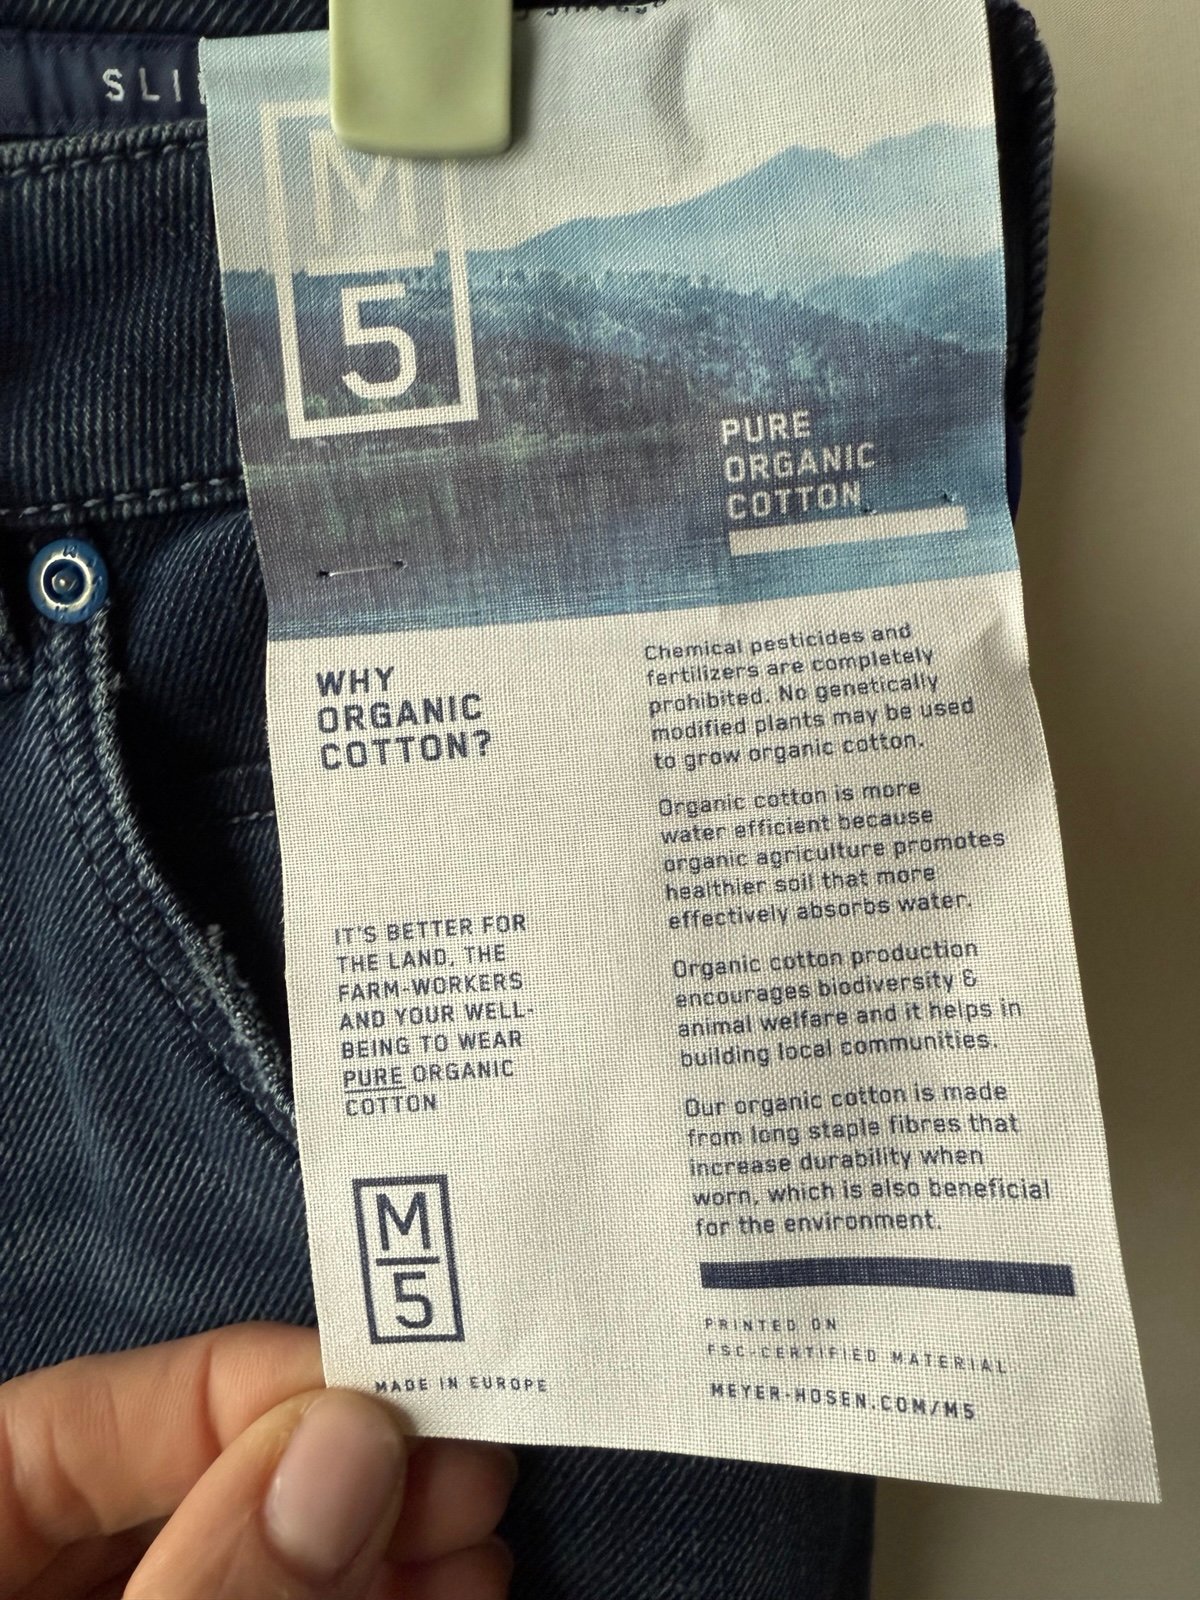 M
5
PURE
ORGANIC
COTTON
WHY
ORGANIC
COTTON?
IT'S BETTER FOR
THE LAND, THE
FARM-WORKERS
AND YOUR WELL-
BEING TO WEAR
PURE ORGANIC
COTTON
M
5
MADE IN EUROPE
Chemical pesticides and
fertilizers are completely
prohibited. No genetically
modified plants may be used
to grow organic cotton.
Organic cotton is more
water efficient because
organic agriculture promotes
healthier soil that more
effectively absorbs water.
Organic cotton production
encourages biodiversity &
animal welfare and it helps in
building local communities.
Our organic cotton is made
from long staple fibres that
increase durability when
worn, which is also beneficial
for the environment.
PRINTED ON
FSC-CERTIFIED MATERIAL
MEYER-HOSEN.COM/M5